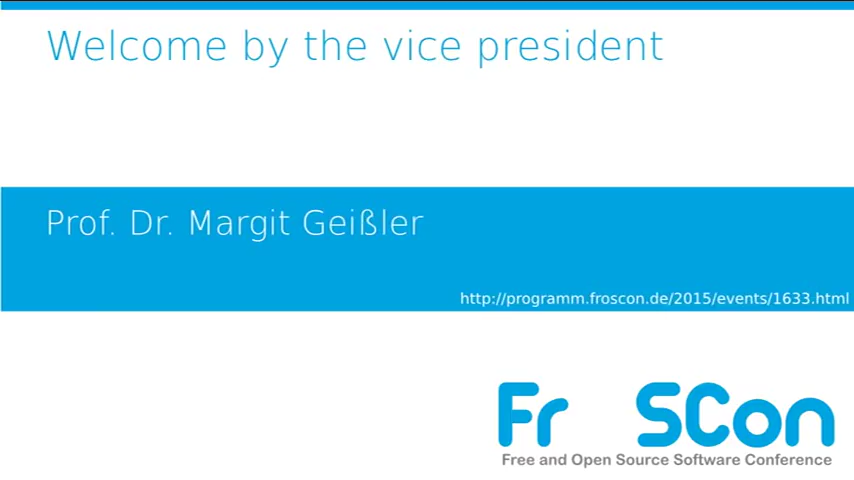 Welcome by the vice president
Prof. Dr. Margit Geißler
http://programm.froscon.de/2015/events/1633.html
Fr SCon
Free and Open Source Software Conference